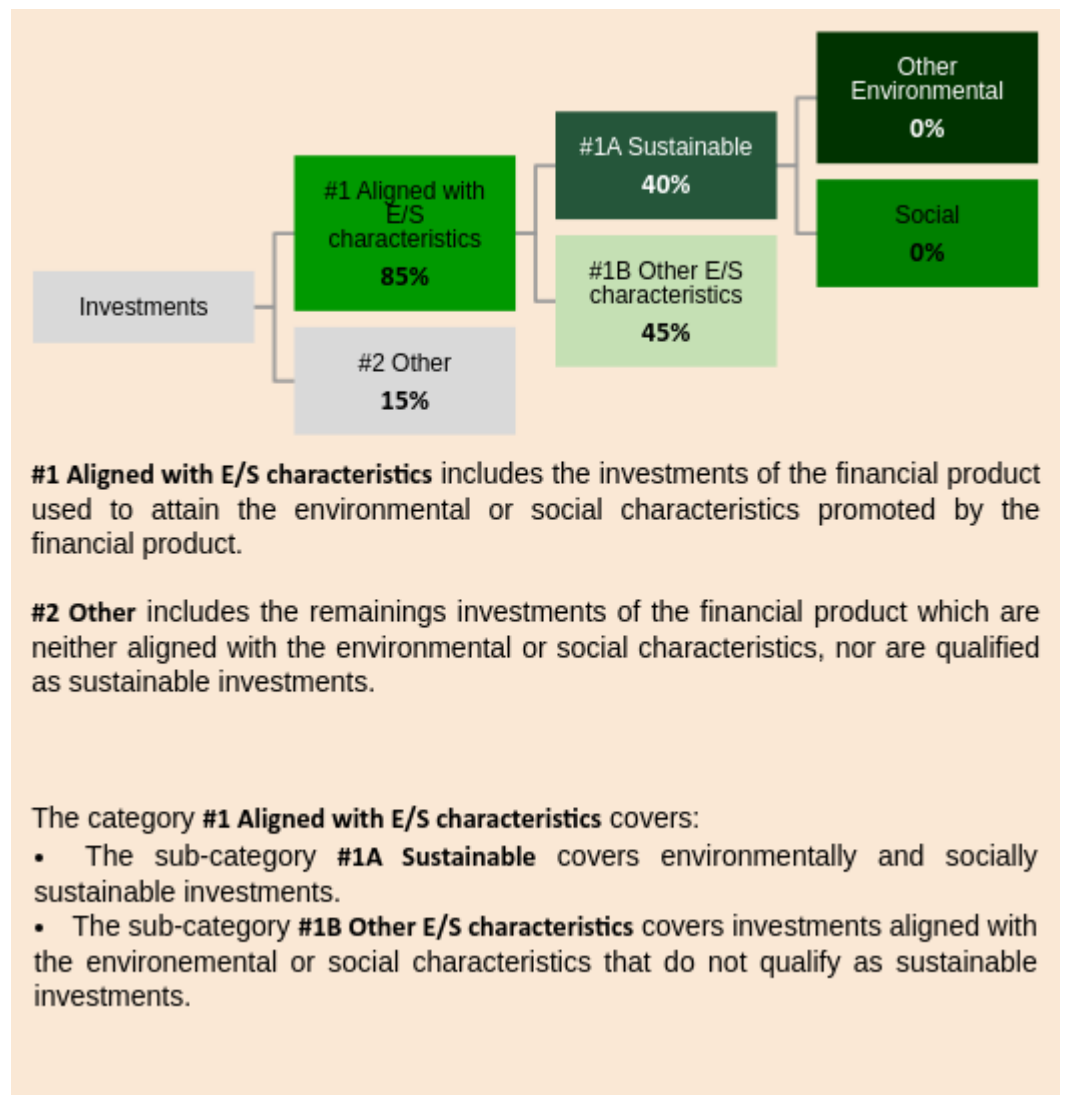 Other
Environmental
0%
#1A Sustainable
40%
#1 Aligned with
E/S
characteristics
85%
Social
0%
#1B Other E/S
characteristics
45%
Investments
#2 Other
15%
#1 Aligned with E/S characteristics includes the investments of the financial product
used to attain the environmental or social characteristics promoted by the
financial product.
#2 Other includes the remainings investments of the financial product which are
neither aligned with the environmental or social characteristics, nor are qualified
as sustainable investments.
The category #1 Aligned with E/S characteristics covers:
• The sub-category #1A Sustainable covers environmentally and socially
sustainable investments.
• The sub-category #1B Other E/S characteristics covers investments aligned with
the environemental or social characteristics that do not qualify as sustainable
investments.